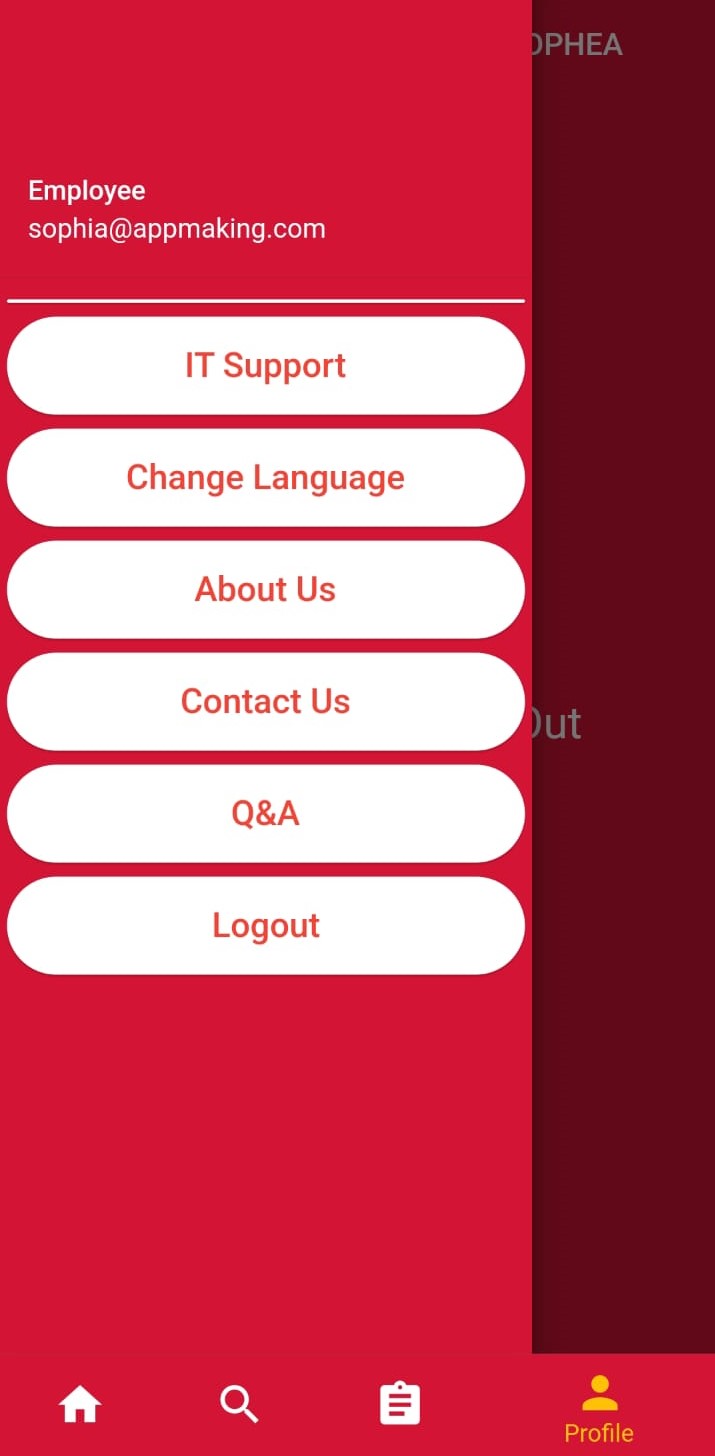 OPHEA
Employee
sophia@appmaking.com
IT Support
Change Language
About Us
Contact Us
Out
Q&A
Logout
Profile